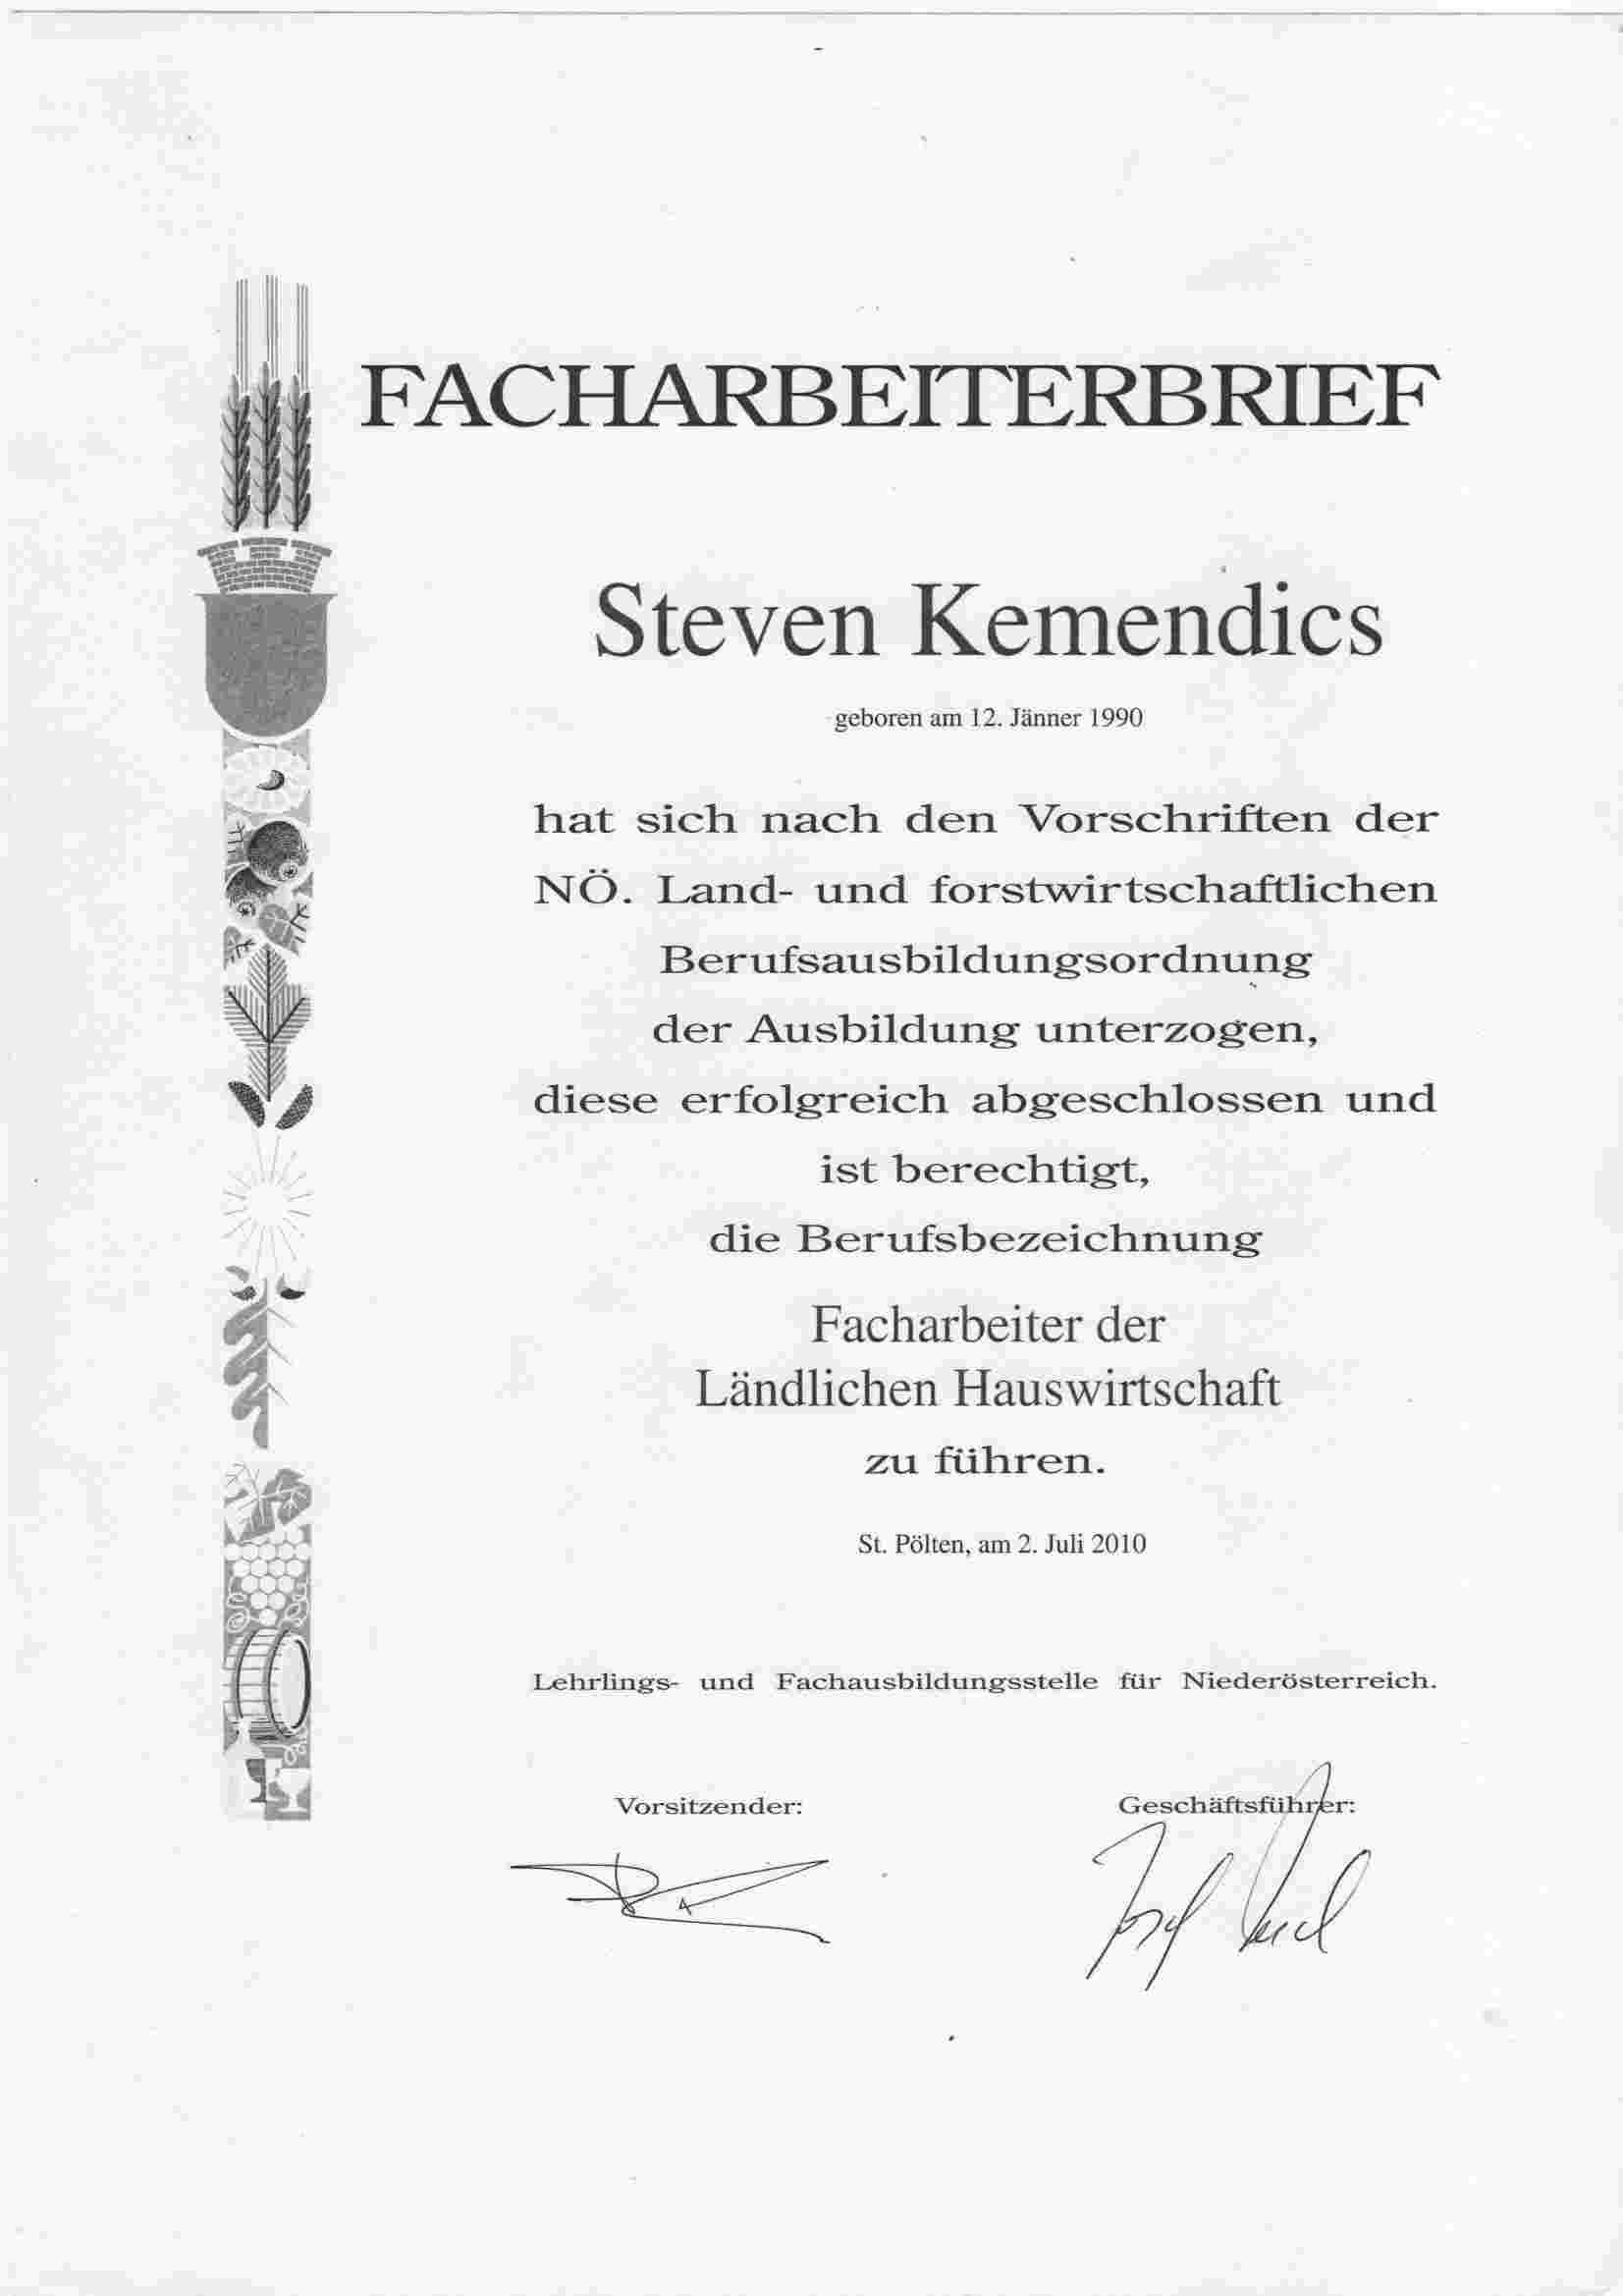 FACHARBEITERBRIEF
Steven Kemendics
geboren am 12. Jänner 1990
hat sich nach den Vorschriften der
NÖ. Land- und forstwirtschaftlichen
Berufsausbildungsordnung
der Ausbildung unterzogen,
diese erfolgreich abgeschlossen und
ist berechtigt,
die Berufsbezeichnung
Facharbeiter der
Ländlichen Hauswirtschaft
zu führen.
St. Pölten, am 2. Juli 2010
Lehrlings- und Fachausbildungsstelle für Niederösterreich.
Vorsitzender: Geschäftsführer: